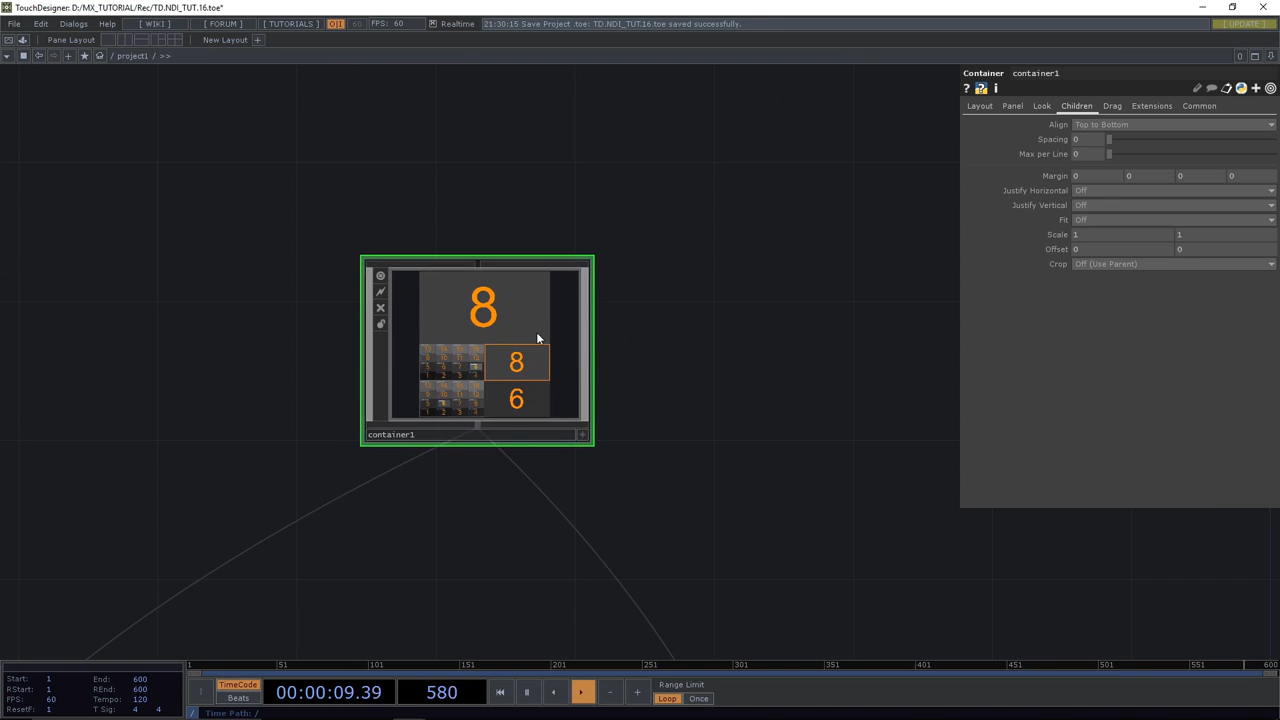 TouchDesigner: D:/MX_TUTORIAL/Rec/TD.NDI_TUT.16.toe*
File Edit Dialogs Help [ WIKI ] [ FORUM ] [ TUTORIALS ] O|I 60 FPS: 60 Realtime 21:30:15 Save Project .toe: TD.NDI_TUT.16.toe saved successfully. [ UPDATE ]
Pane Layout New Layout +
/ project1 / >>
Container container1
Layout Panel Look Children Drag Extensions Common
Align Top to Bottom
Spacing 0
Max per Line 0
Margin 0 0 0 0
Justify Horizontal Off
Justify Vertical Off
Fit Off
Scale 1 1
Offset 0 0
Crop Off (Use Parent)
8
8
6
container1
1 51 101 151 201 251 301 351 401 451 501 551 600
Start: 1 End: 600
RStart: 1 REnd: 600
FPS: 60 Tempo: 120
ResetF: 1 T Sig: 4 4
TimeCode
Beats
00:00:09.39 580
Range Limit
Loop Once
/ Time Path: /